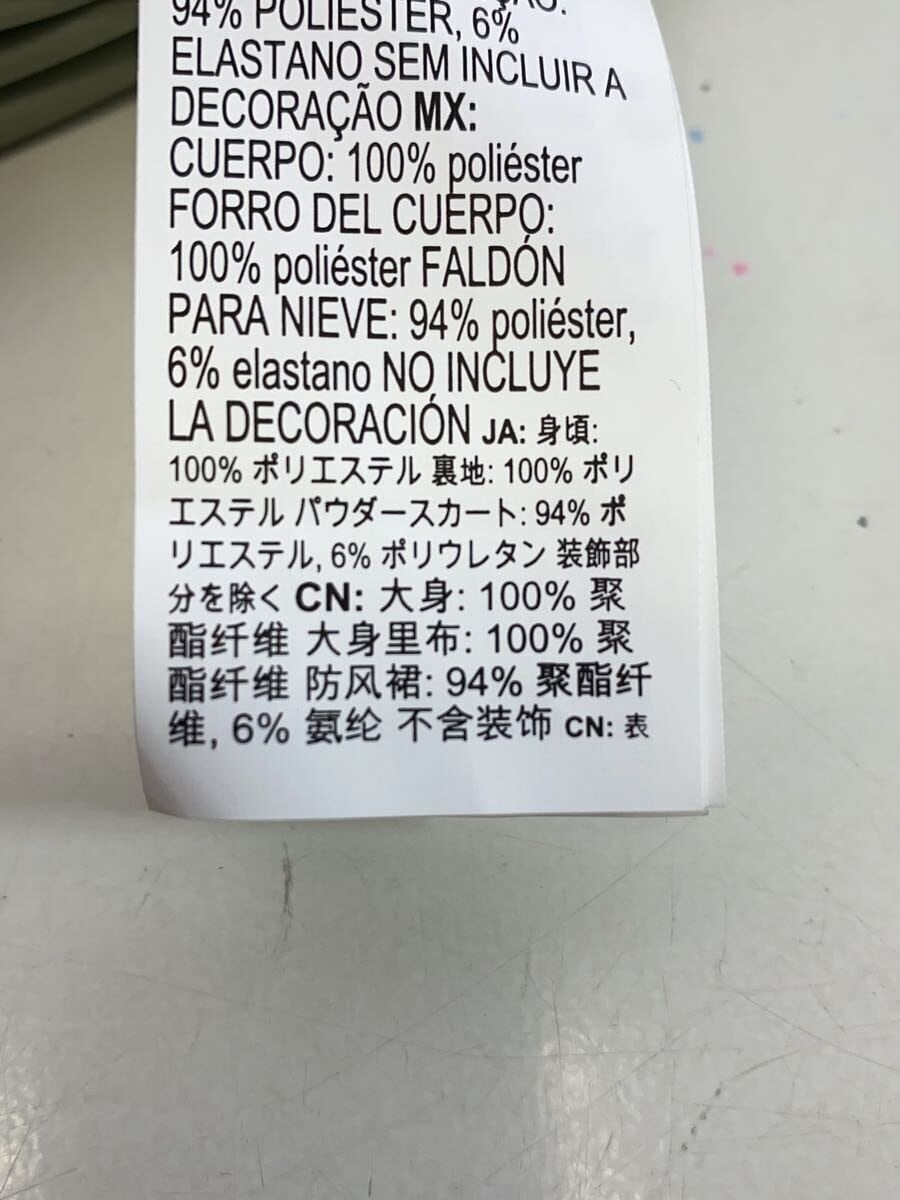 94% POLIÉSTER, 6%
ELASTANO SEM INCLUIR A
DECORAÇÃO MX:
CUERPO: 100% poliéster
FORRO DEL CUERPO:
100% poliéster FALDÓN
PARA NIEVE: 94% poliéster,
6% elastano NO INCLUYE
LA DECORACIÓN JA: 身頃:
100% ポリエステル 裏地: 100% ポリ
エステル パウダースカート: 94% ポ
リエステル, 6% ポリウレタン 装飾部
分を除く CN: 大身: 100% 聚
酯纤维 大身里布: 100% 聚
酯纤维 防风裙: 94% 聚酯纤
维, 6% 氨纶 不含装饰 CN: 表